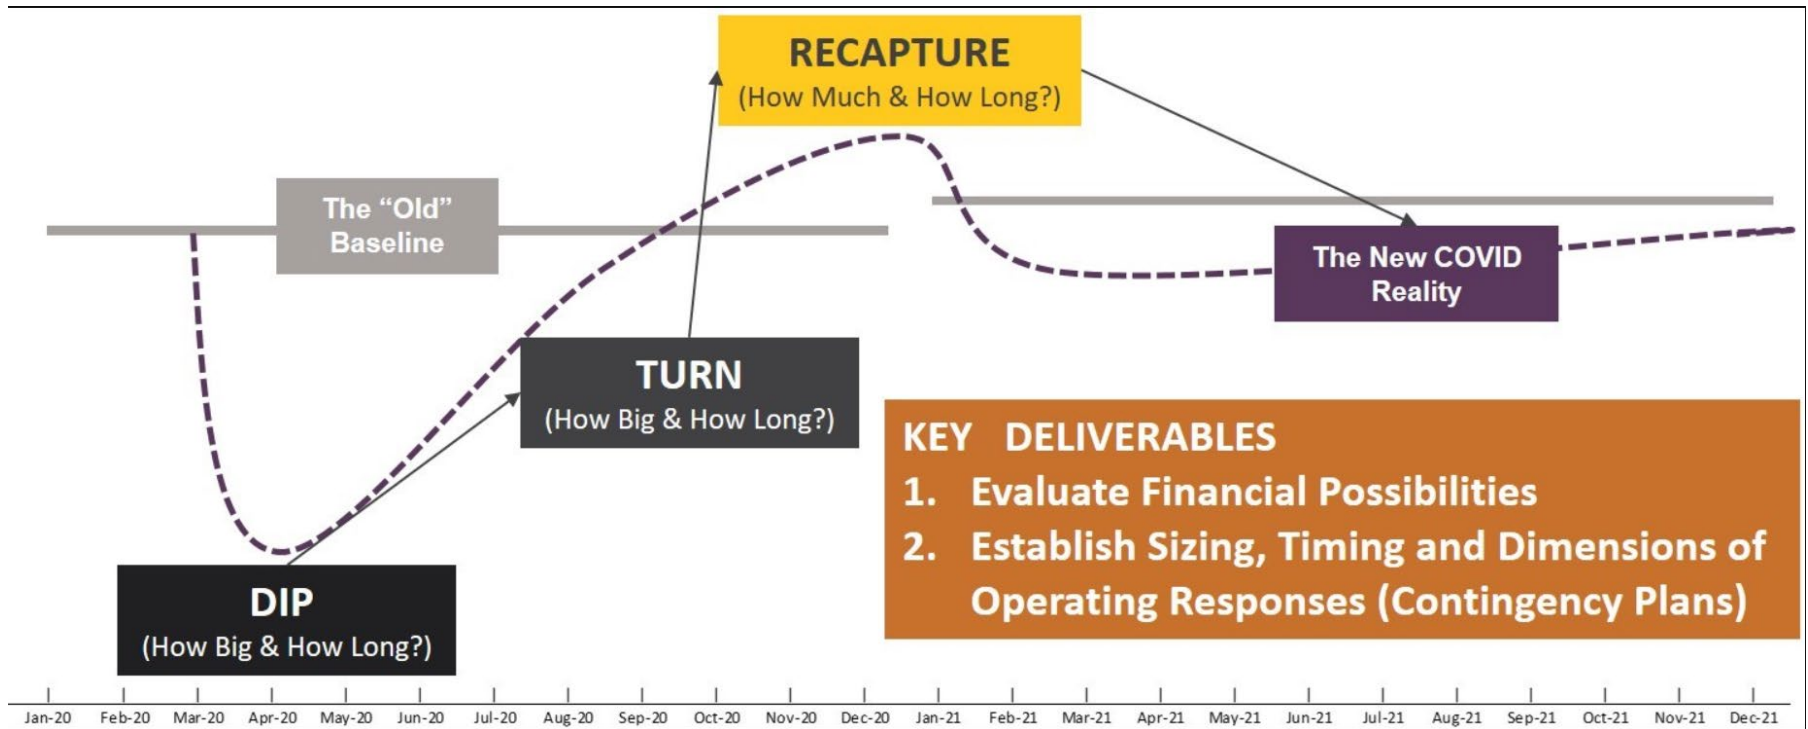 RECAPTURE
(How Much & How Long?)
The “Old”
Baseline
The New COVID
Reality
TURN
(How Big & How Long?)
KEY DELIVERABLES
1. Evaluate Financial Possibilities
2. Establish Sizing, Timing and Dimensions of
Operating Responses (Contingency Plans)
DIP
(How Big & How Long?)
Jan-20 Feb-20 Mar-20 Apr-20 May-20 Jun-20 Jul-20 Aug-20 Sep-20 Oct-20 Nov-20 Dec-20 Jan-21 Feb-21 Mar-21 Apr-21 May-21 Jun-21 Jul-21 Aug-21 Sep-21 Oct-21 Nov-21 Dec-21